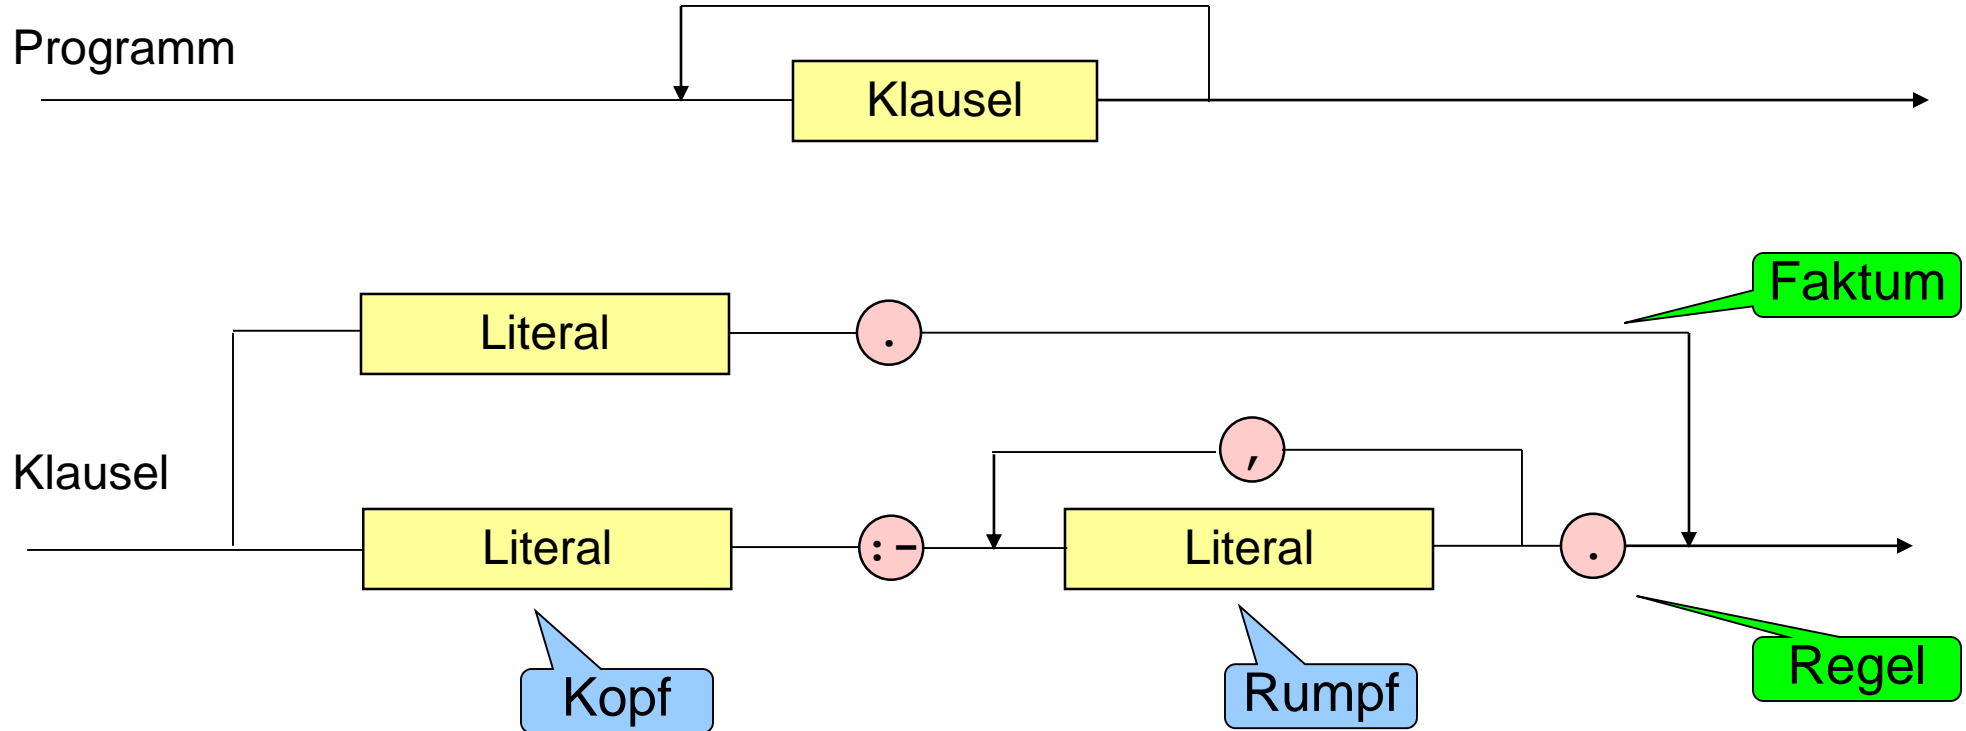 Programm
Klausel
Faktum
Literal
.
,
Klausel
Literal
:-
Literal
.
Kopf
Rumpf
Regel